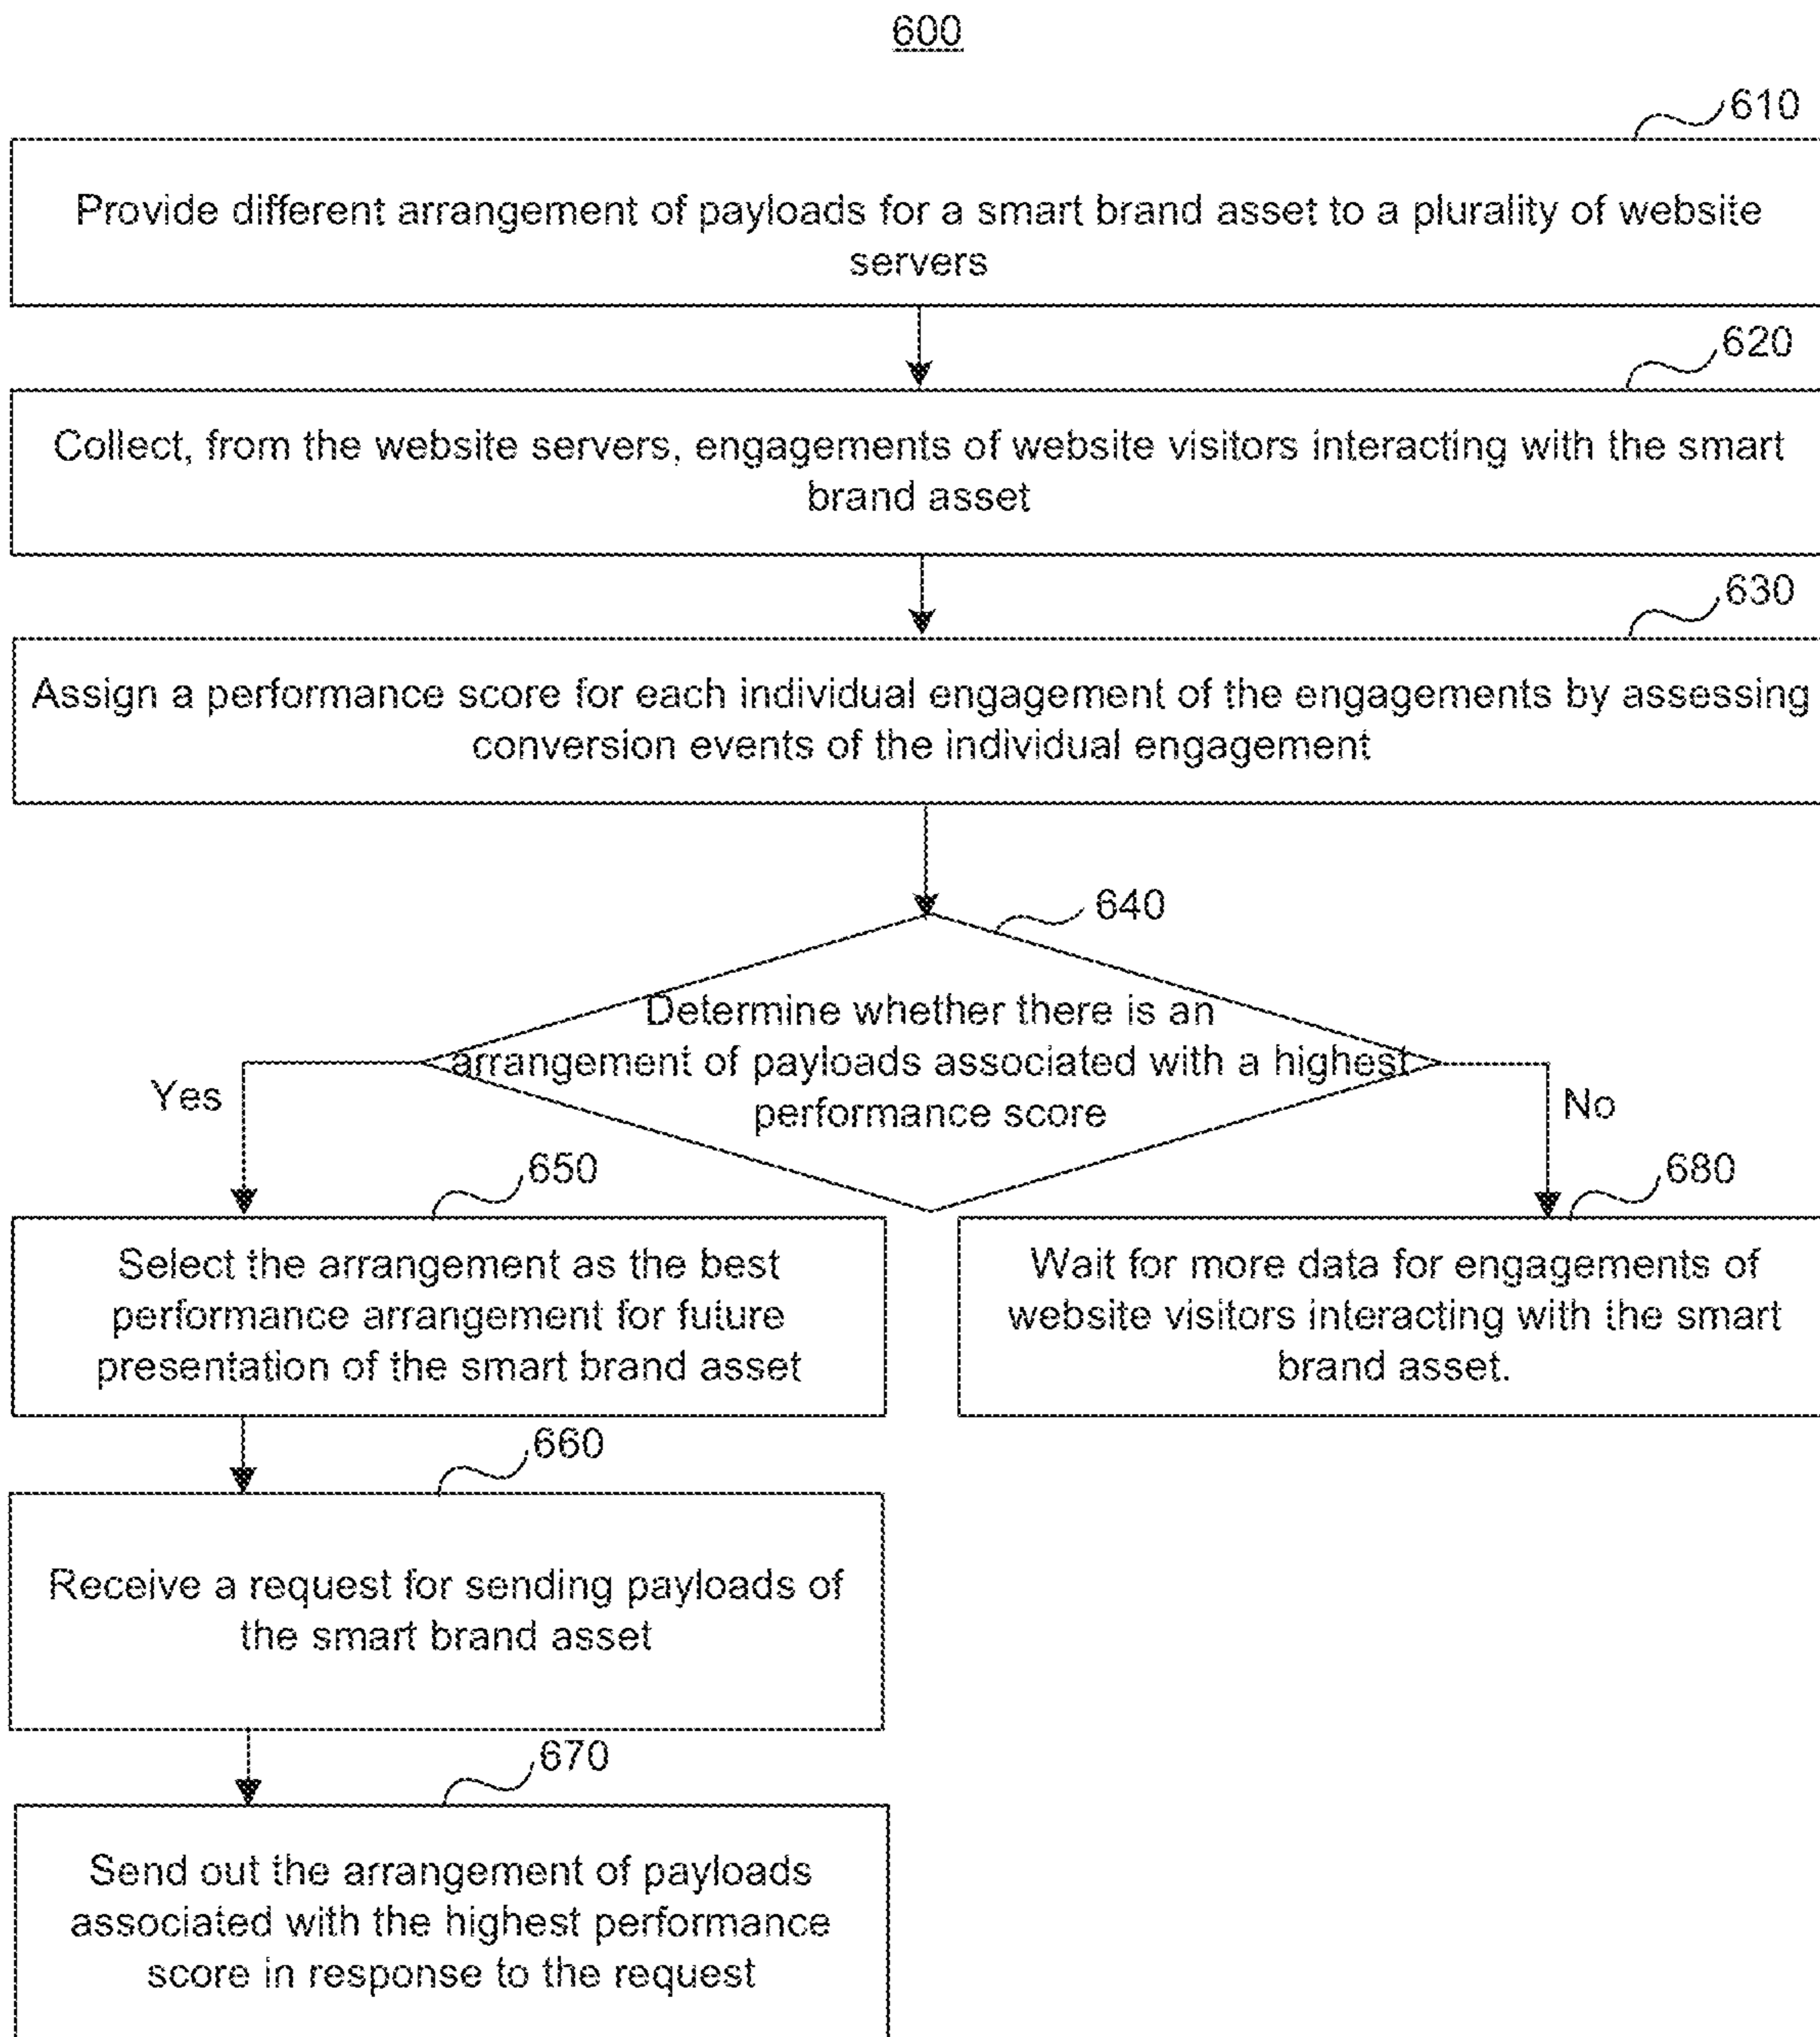 600
610
Provide different arrangement of payloads for a smart brand asset to a plurality of website
servers
620
Collect, from the website servers, engagements of website visitors interacting with the smart
brand asset
630
Assign a performance score for each individual engagement of the engagements by assessing
conversion events of the individual engagement
640
Determine whether there is an
arrangement of payloads associated with a highest
performance score
Yes
No
650
Select the arrangement as the best
performance arrangement for future
presentation of the smart brand asset
680
Wait for more data for engagements of
website visitors interacting with the smart
brand asset.
660
Receive a request for sending payloads of
the smart brand asset
670
Send out the arrangement of payloads
associated with the highest performance
score in response to the request